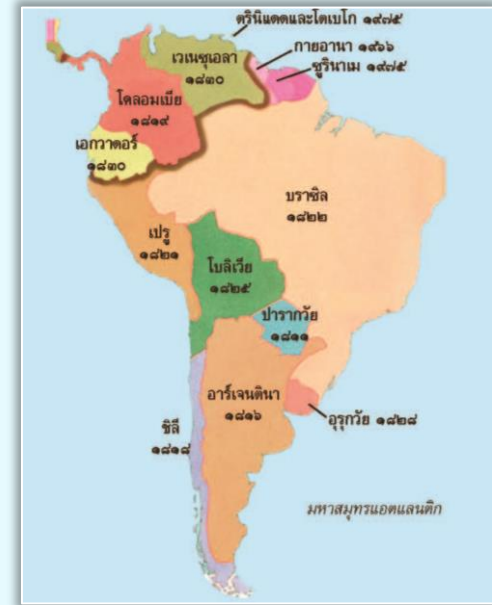 ตรินิแดดและโตเบโก ๑๙๗๕
กายอานา ๑๙๖๖
ซูรินาเม ๑๙๗๕
เวเนซุเอลา
๑๘๓๐
โคลอมเบีย
๑๘๑๙
เอกวาดอร์
๑๘๓๐
บราซิล
๑๘๒๒
เปรู
๑๘๒๑
โบลิเวีย
๑๘๒๕
ปารากวัย
๑๘๑๑
อาร์เจนตินา
๑๘๑๖
ชิลี
๑๘๑๘
อุรุกวัย ๑๘๒๘
มหาสมุทรแอตแลนติก